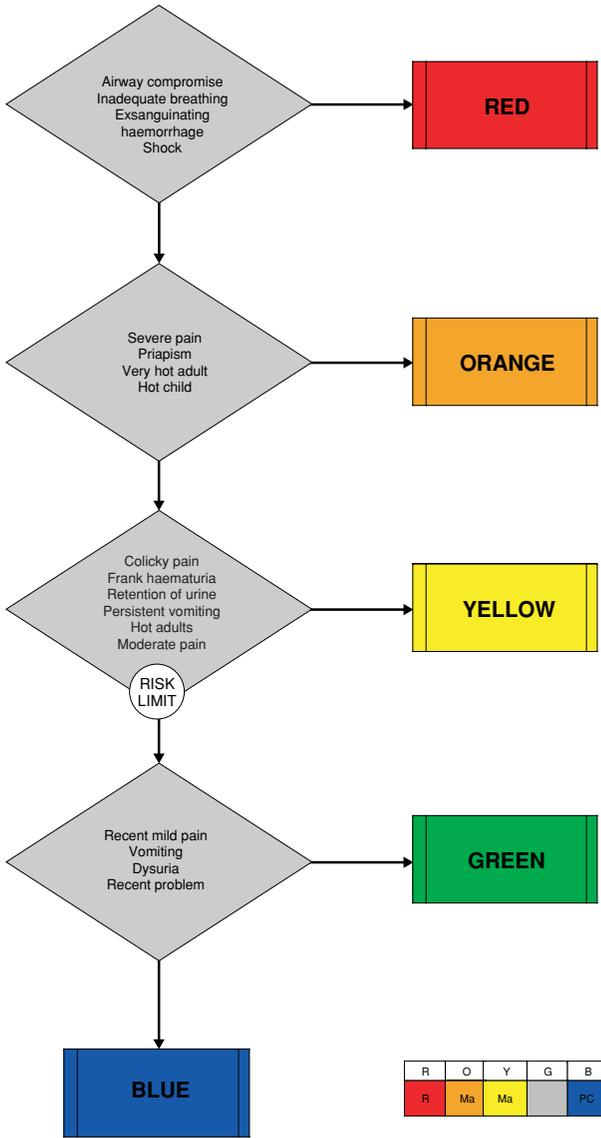 Airway compromise
Inadequate breathing
Exsanguinating
haemorrhage
Shock
RED
Severe pain
Priapism
Very hot adult
Hot child
ORANGE
Colicky pain
Frank haematuria
Retention of urine
Persistent vomiting
Hot adults
Moderate pain
YELLOW
RISK
LIMIT
Recent mild pain
Vomiting
Dysuria
Recent problem
GREEN
BLUE
R O Y G B
R Ma Ma PC